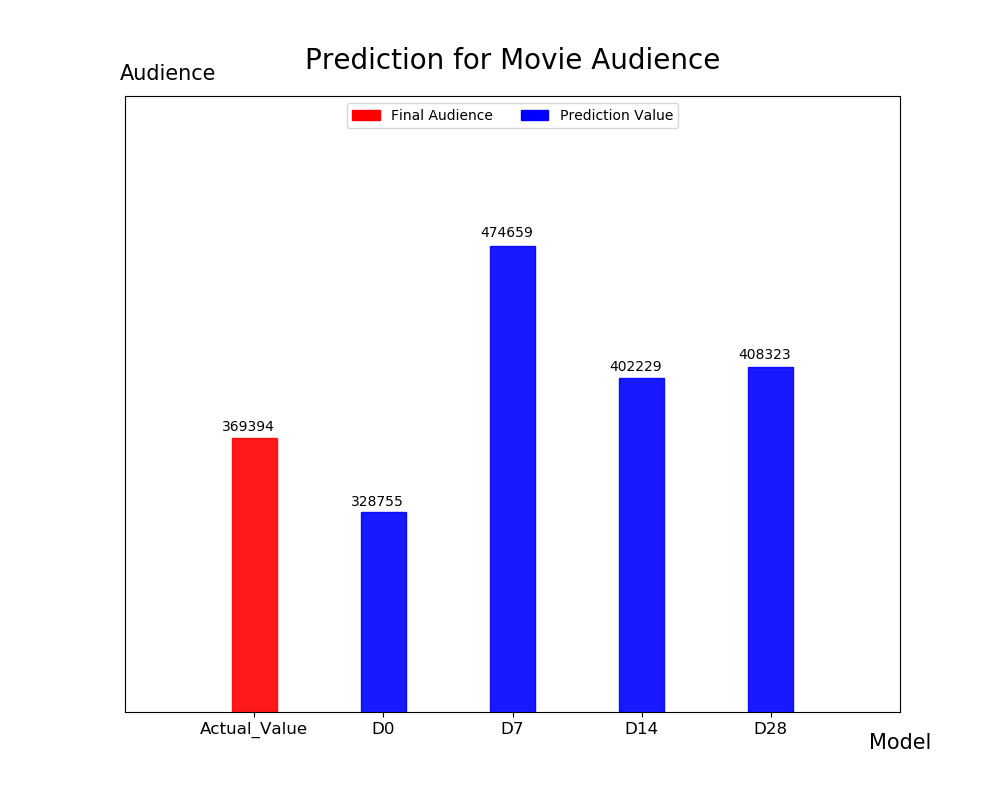 Prediction for Movie Audience
Audience
Final Audience Prediction Value
474659
408323
402229
369394
328755
Actual_Value D0 D7 D14 D28
Model